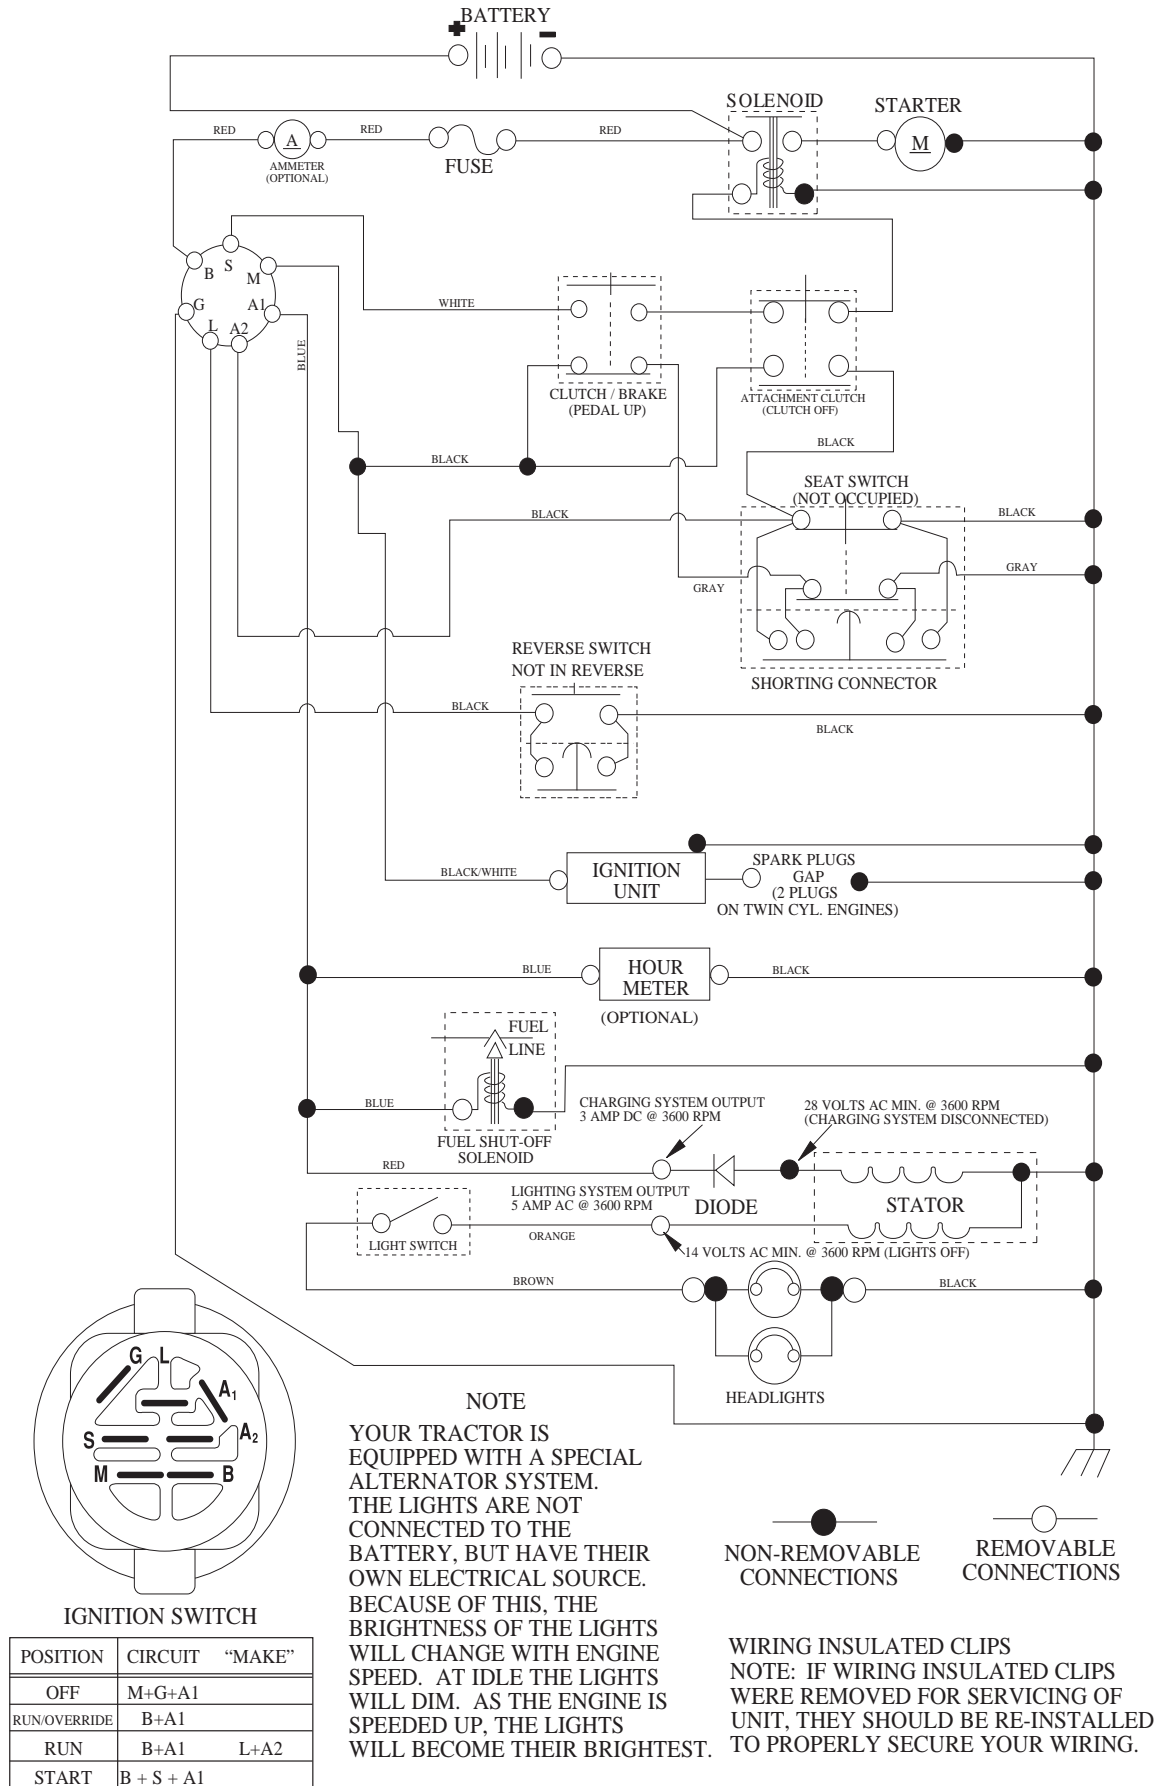 BATTERY
SOLENOID
STARTER
RED
A
RED
RED
M
AMMETER
(OPTIONAL)
FUSE
B
S
M
G
A1
L
A2
WHITE
BLUE
CLUTCH / BRAKE
(PEDAL UP)
ATTACHMENT CLUTCH
(CLUTCH OFF)
BLACK
BLACK
SEAT SWITCH
(NOT OCCUPIED)
BLACK
BLACK
GRAY
GRAY
REVERSE SWITCH
NOT IN REVERSE
SHORTING CONNECTOR
BLACK
BLACK
BLACK/WHITE
IGNITION
UNIT
SPARK PLUGS
GAP
(2 PLUGS
ON TWIN CYL. ENGINES)
BLUE
HOUR
METER
BLACK
(OPTIONAL)
FUEL
LINE
BLUE
FUEL SHUT-OFF
SOLENOID
CHARGING SYSTEM OUTPUT
3 AMP DC @ 3600 RPM
28 VOLTS AC MIN. @ 3600 RPM
(CHARGING SYSTEM DISCONNECTED)
RED
LIGHTING SYSTEM OUTPUT
5 AMP AC @ 3600 RPM
DIODE
STATOR
LIGHT SWITCH
ORANGE
14 VOLTS AC MIN. @ 3600 RPM (LIGHTS OFF)
BROWN
BLACK
HEADLIGHTS
G
L
A1
S
A2
M
B
IGNITION SWITCH
POSITION CIRCUIT "MAKE"
OFF M+G+A1
RUN/OVERRIDE B+A1
RUN B+A1 L+A2
START B + S + A1
NOTE
YOUR TRACTOR IS
EQUIPPED WITH A SPECIAL
ALTERNATOR SYSTEM.
THE LIGHTS ARE NOT
CONNECTED TO THE
BATTERY, BUT HAVE THEIR
OWN ELECTRICAL SOURCE.
BECAUSE OF THIS, THE
BRIGHTNESS OF THE LIGHTS
WILL CHANGE WITH ENGINE
SPEED. AT IDLE THE LIGHTS
WILL DIM. AS THE ENGINE IS
SPEEDED UP, THE LIGHTS
WILL BECOME THEIR BRIGHTEST.
NON-REMOVABLE
CONNECTIONS
REMOVABLE
CONNECTIONS
WIRING INSULATED CLIPS
NOTE: IF WIRING INSULATED CLIPS
WERE REMOVED FOR SERVICING OF
UNIT, THEY SHOULD BE RE-INSTALLED
TO PROPERLY SECURE YOUR WIRING.